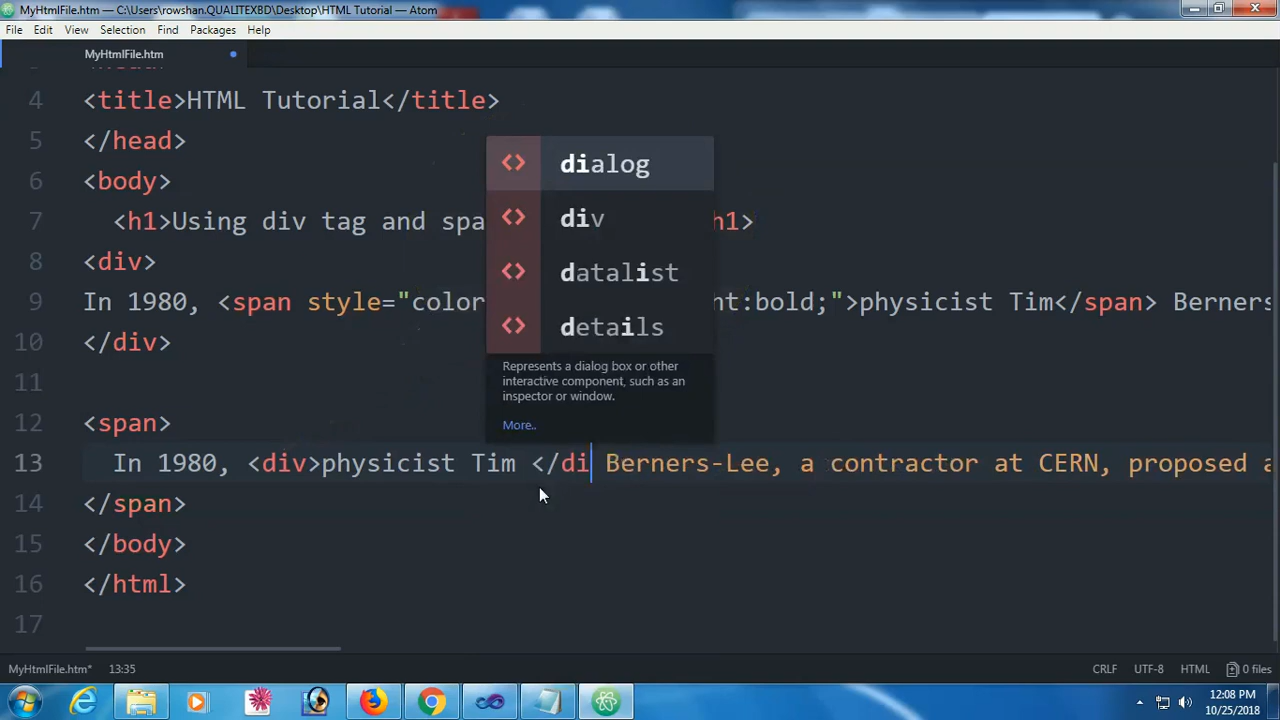 MyHtmlFile.htm — C:\Users\rowshan.QUALITEXBD\Desktop\HTML Tutorial — Atom
File Edit View Selection Find Packages Help
MyHtmlFile.htm
4 <title>HTML Tutorial</title>
5 </head>
6 <body>
7 <h1>Using div tag and spa h1>
8 <div>
9 In 1980, <span style="color nt:bold;">physicist Tim</span> Berners
10 </div>
11
12 <span>
13 In 1980, <div>physicist Tim </di Berners-Lee, a contractor at CERN, proposed a
14 </span>
15 </body>
16 </html>
17
<> dialog
<> div
<> datalist
<> details
Represents a dialog box or other
interactive component, such as an
inspector or window.
More..
MyHtmlFile.htm* 13:35 CRLF UTF-8 HTML 0 files
12:08 PM
10/25/2018